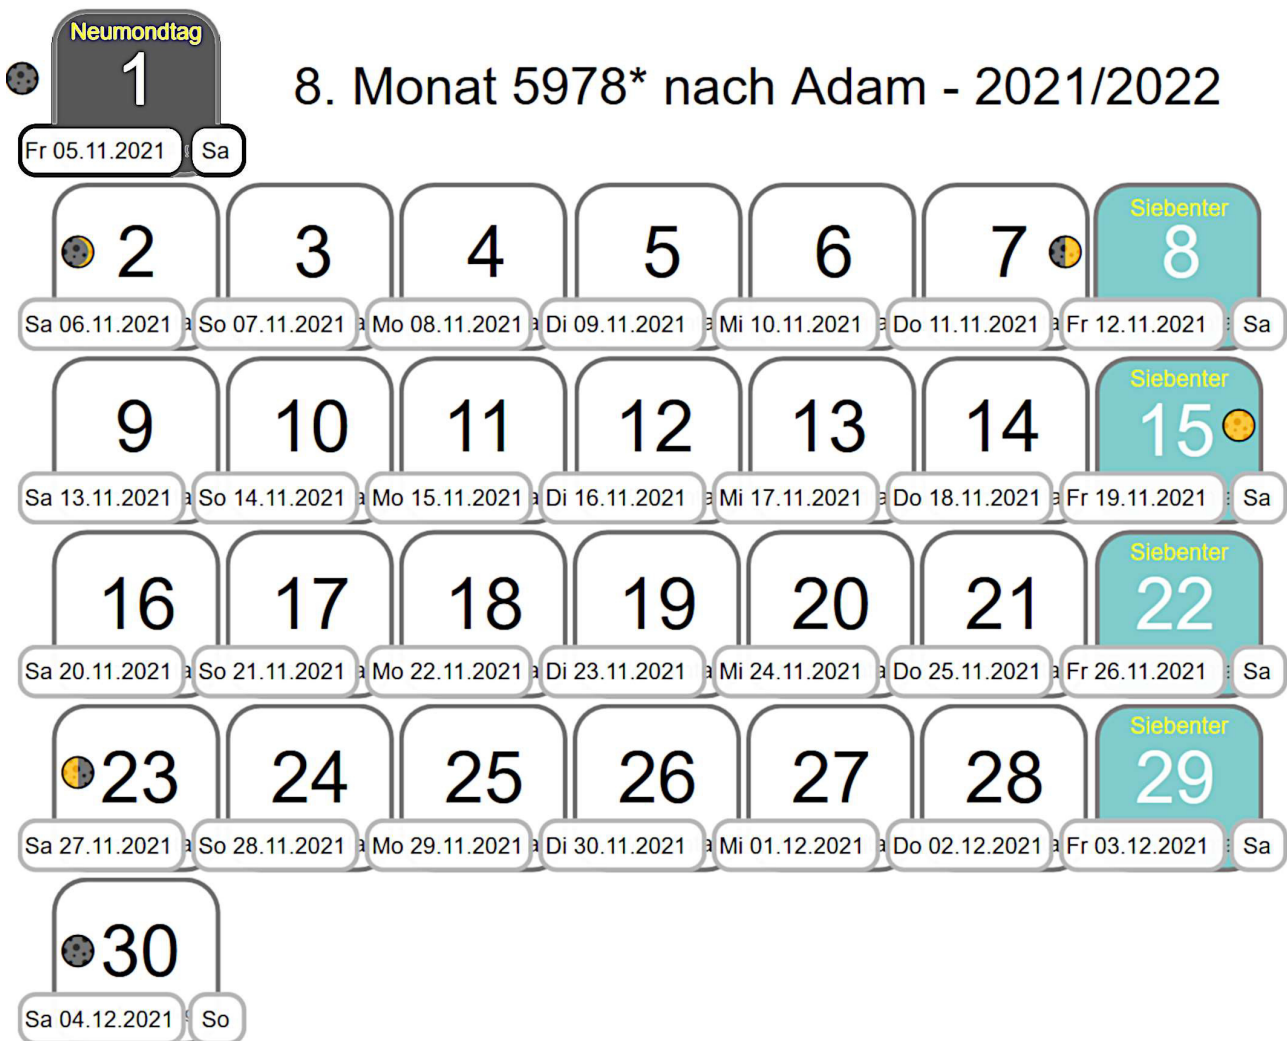 Neumondtag
1
8. Monat 5978* nach Adam - 2021/2022
Fr 05.11.2021 Sa
Siebenter
2 3 4 5 6 7 8
Sa 06.11.2021 So 07.11.2021 Mo 08.11.2021 Di 09.11.2021 Mi 10.11.2021 Do 11.11.2021 Fr 12.11.2021 Sa
Siebenter
9 10 11 12 13 14 15
Sa 13.11.2021 So 14.11.2021 Mo 15.11.2021 Di 16.11.2021 Mi 17.11.2021 Do 18.11.2021 Fr 19.11.2021 Sa
Siebenter
16 17 18 19 20 21 22
Sa 20.11.2021 So 21.11.2021 Mo 22.11.2021 Di 23.11.2021 Mi 24.11.2021 Do 25.11.2021 Fr 26.11.2021 Sa
Siebenter
23 24 25 26 27 28 29
Sa 27.11.2021 So 28.11.2021 Mo 29.11.2021 Di 30.11.2021 Mi 01.12.2021 Do 02.12.2021 Fr 03.12.2021 Sa
30
Sa 04.12.2021 So